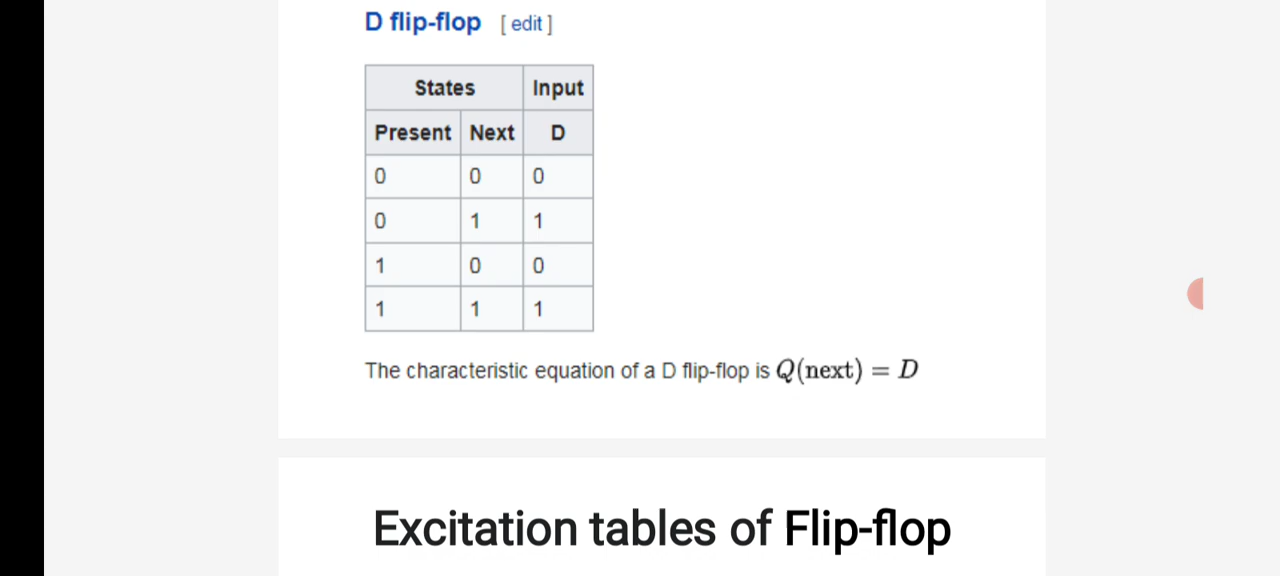 D flip-flop [ edit ]
States Input
Present Next D
0 0 0
0 1 1
1 0 0
1 1 1
The characteristic equation of a D flip-flop is Q(next) = D
Excitation tables of Flip-flop